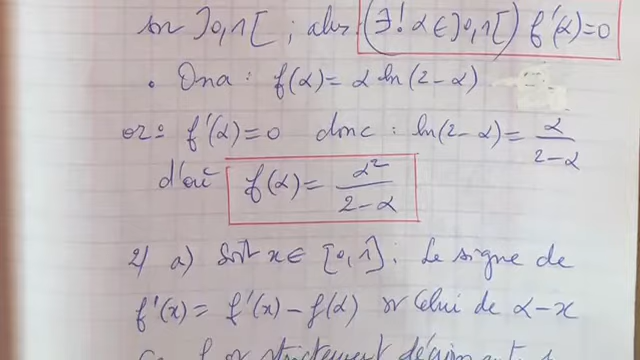 sur ]0,1[ ; alors (∃! α ∈ ]0,1[) f'(α)=0
• On a : f(α) = α ln(2-α)
or : f'(α) = 0 donc : ln(2-α) = α/(2-α)
d'où f(α) = α²/(2-α)
2/ a) Soit x ∈ [0,1] : Le signe de
f'(x) = f'(x) - f(α) celui de α-x
f strictement